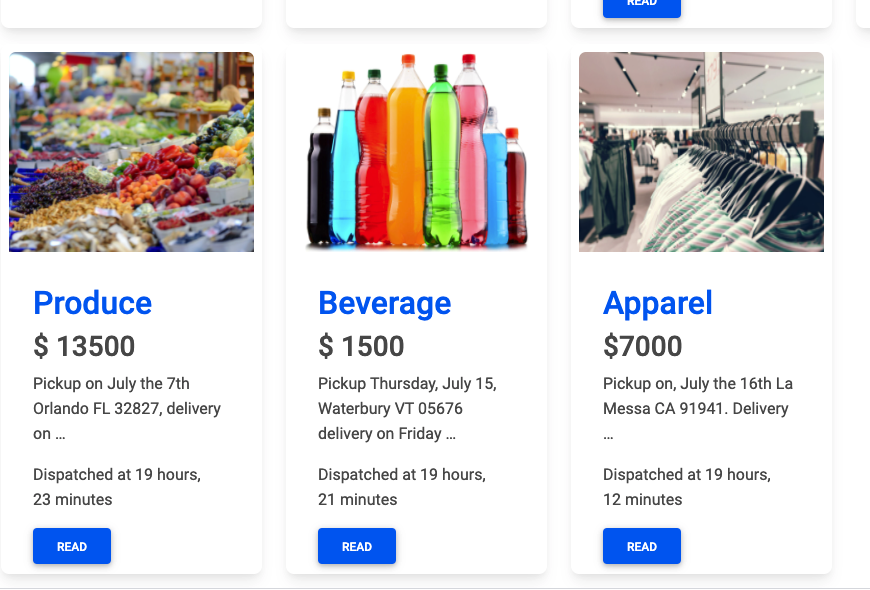 READ
Produce
$ 13500
Pickup on July the 7th
Orlando FL 32827, delivery
on ...
Dispatched at 19 hours,
23 minutes
READ
Beverage
$ 1500
Pickup Thursday, July 15,
Waterbury VT 05676
delivery on Friday ...
Dispatched at 19 hours,
21 minutes
READ
Apparel
$7000
Pickup on, July the 16th La
Messa CA 91941. Delivery
...
Dispatched at 19 hours,
12 minutes
READ